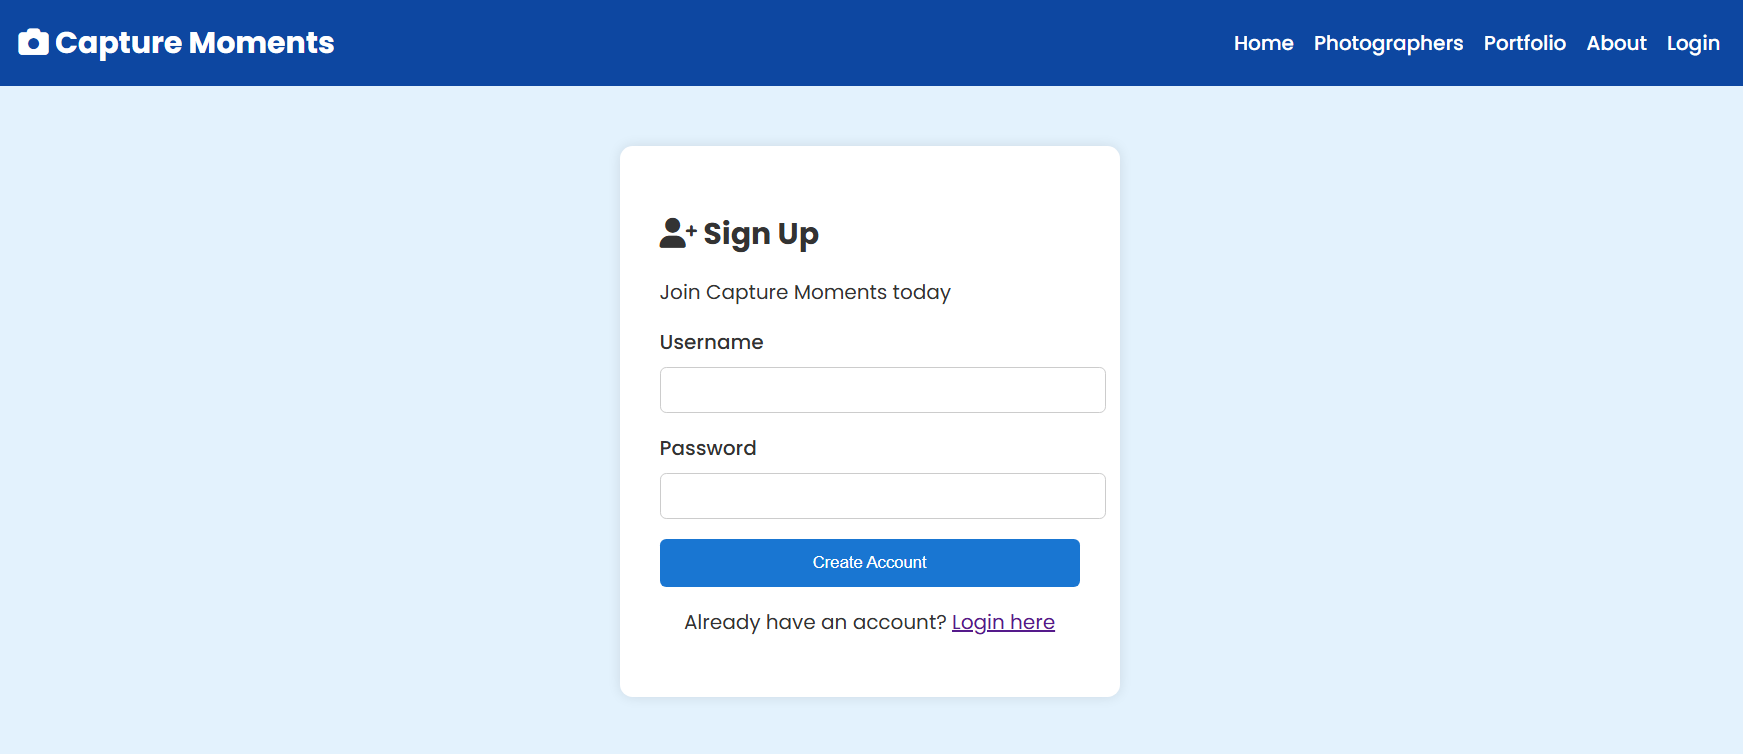 Capture Moments
Home Photographers Portfolio About Login
Sign Up
Join Capture Moments today
Username
Password
Create Account
Already have an account? Login here